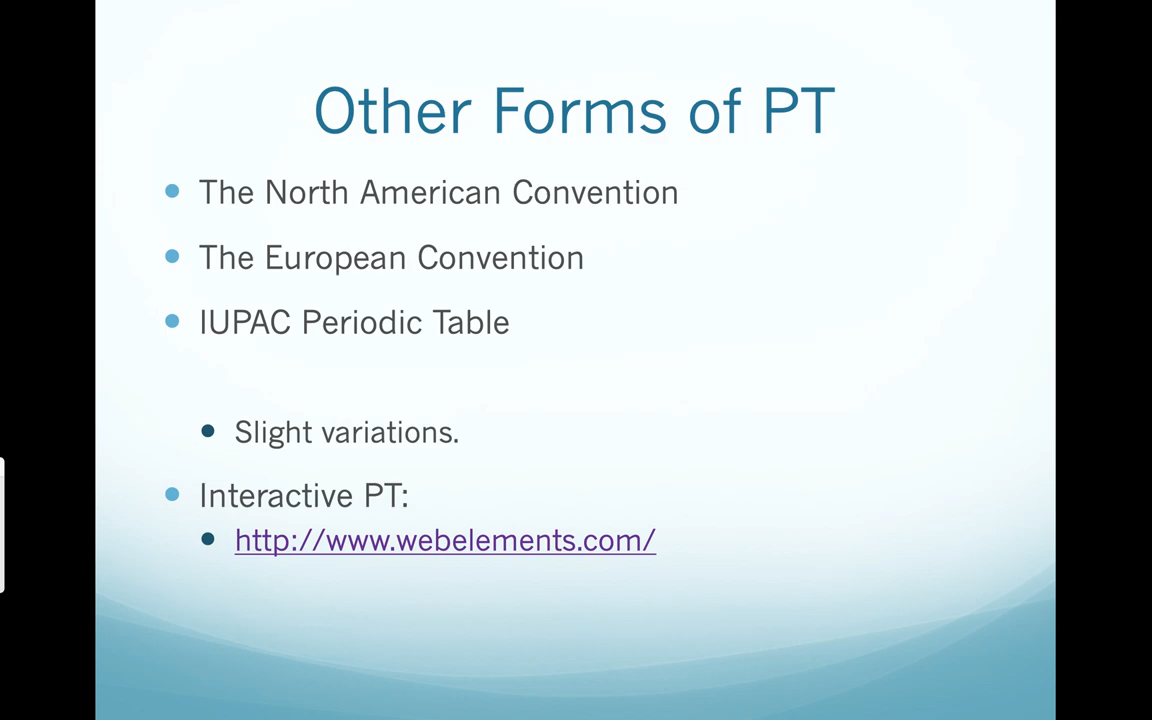 Other Forms of PT
The North American Convention
The European Convention
IUPAC Periodic Table
Slight variations.
Interactive PT:
http://www.webelements.com/